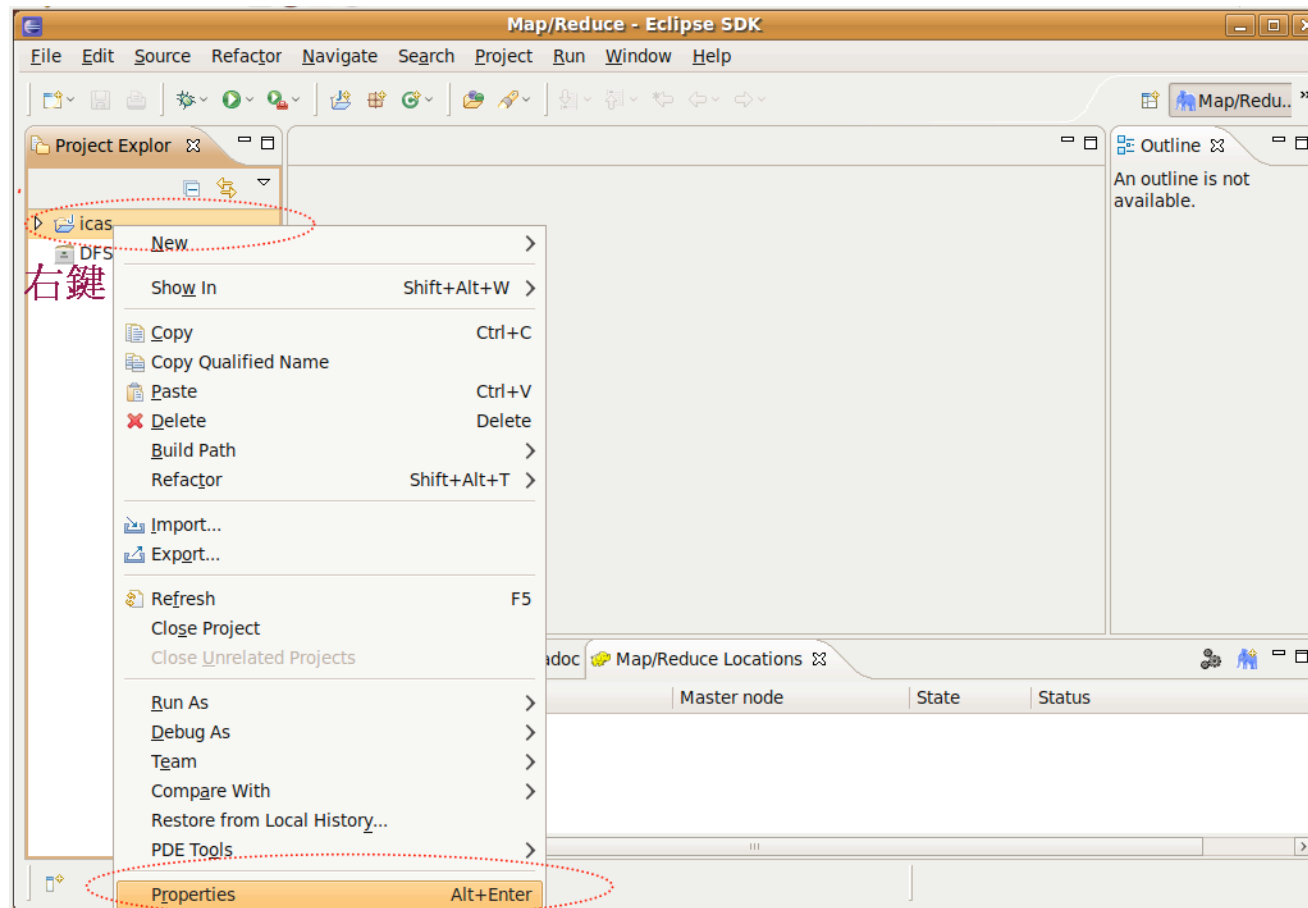 Map/Reduce - Eclipse SDK
File Edit Source Refactor Navigate Search Project Run Window Help
Map/Redu..
Project Explor
Outline
An outline is not
available.
icas
DFS
右鍵
New
Show In Shift+Alt+W
Copy Ctrl+C
Copy Qualified Name
Paste Ctrl+V
Delete Delete
Build Path
Refactor Shift+Alt+T
Import...
Export...
Refresh F5
Close Project
Close Unrelated Projects
Run As
Debug As
Team
Compare With
Restore from Local History...
PDE Tools
Properties Alt+Enter
adoc Map/Reduce Locations
Master node State Status